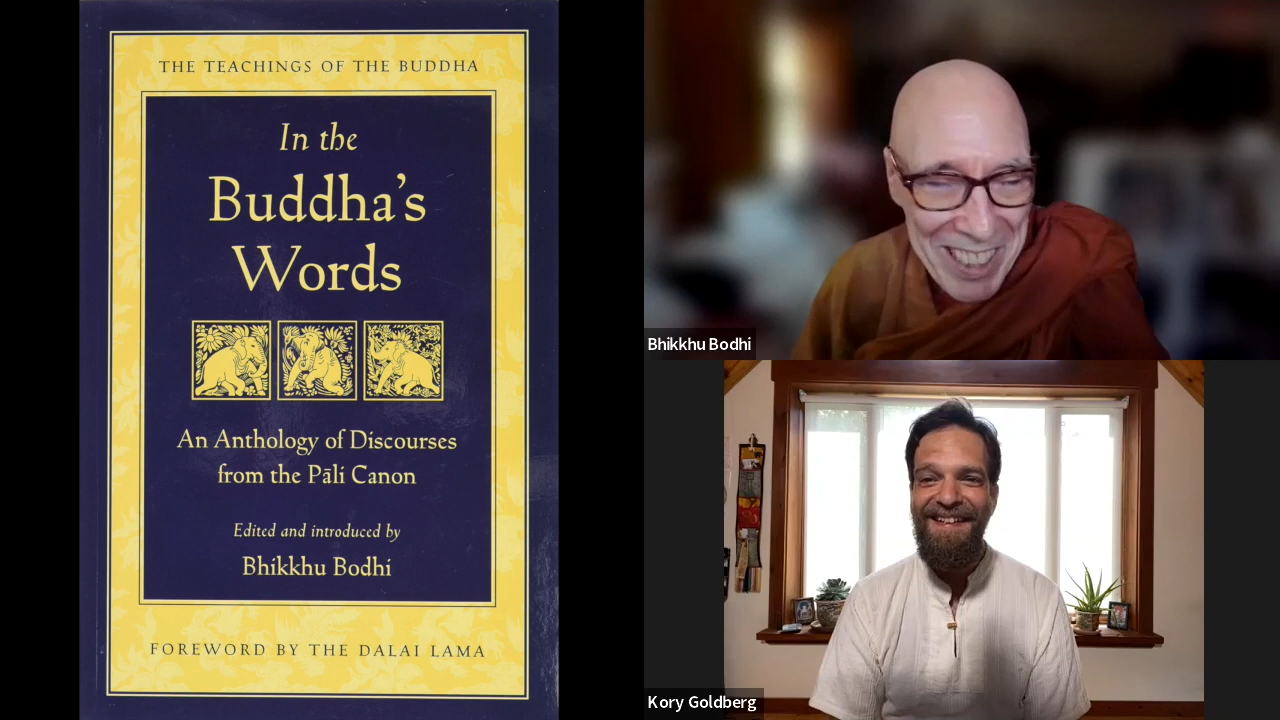 THE TEACHINGS OF THE BUDDHA
In the
Buddha's
Words
An Anthology of Discourses
from the Pāli Canon
Edited and introduced by
Bhikkhu Bodhi
FOREWORD BY THE DALAI LAMA
Bhikkhu Bodhi
Kory Goldberg